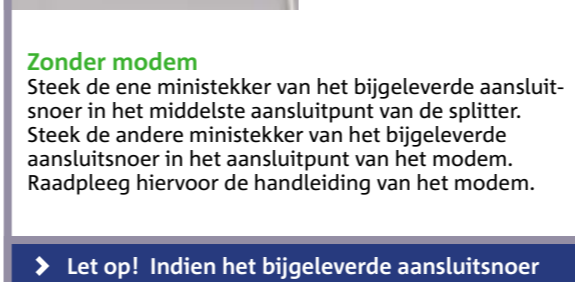 Zonder modem
Steek de ene ministekker van het bijgeleverde aansluit-
snoer in het middelste aansluitpunt van de splitter.
Steek de andere ministekker van het bijgeleverde
aansluitsnoer in het aansluitpunt van het modem.
Raadpleeg hiervoor de handleiding van het modem.
Let op! Indien het bijgeleverde aansluitsnoer